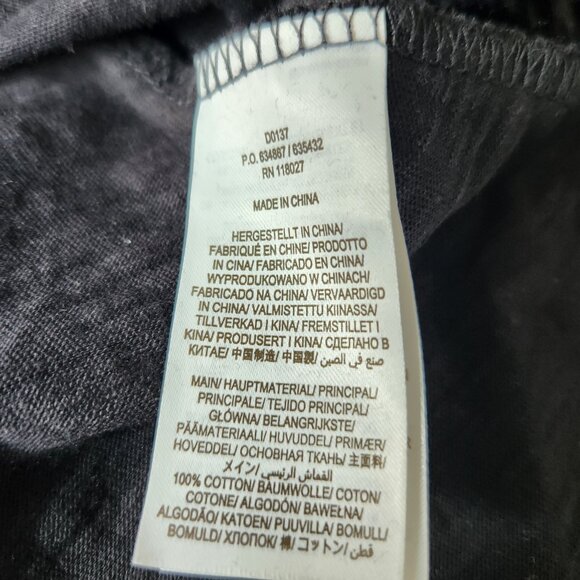 D0137
P.O. 634867 / 635432
RN 118027
MADE IN CHINA
HERGESTELLT IN CHINA/
FABRIQUÉ EN CHINE/ PRODOTTO
IN CINA/ FABRICADO EN CHINA/
WYPRODUKOWANO W CHINACH/
FABRICADO NA CHINA/ VERVAARDIGD
IN CHINA/ VALMISTETTU KIINASSA/
TILLVERKAD I KINA/ FREMSTILLET I
KINA/ PRODUSERT I KINA/ СДЕЛАНО В
КИТАЕ/ 中国制造/ 中国製/ صنع في الصين
MAIN/ HAUPTMATERIAL/ PRINCIPAL/
PRINCIPALE/ TEJIDO PRINCIPAL/
GŁÓWNA/ BELANGRIJKSTE/
PÄÄMATERIAALI/ HUVUDDEL/ PRIMÆR/
HOVEDDEL/ ОСНОВНАЯ ТКАНЬ/ 主面料/
メイン/ القماش الرئيسي/
100% COTTON/ BAUMWOLLE/ COTON/
COTONE/ ALGODÓN/ BAWEŁNA/
ALGODÃO/ KATOEN/ PUUVILLA/ BOMULL/
BOMULD/ ХЛОПОК/ 棉/ コットン/ قطن/